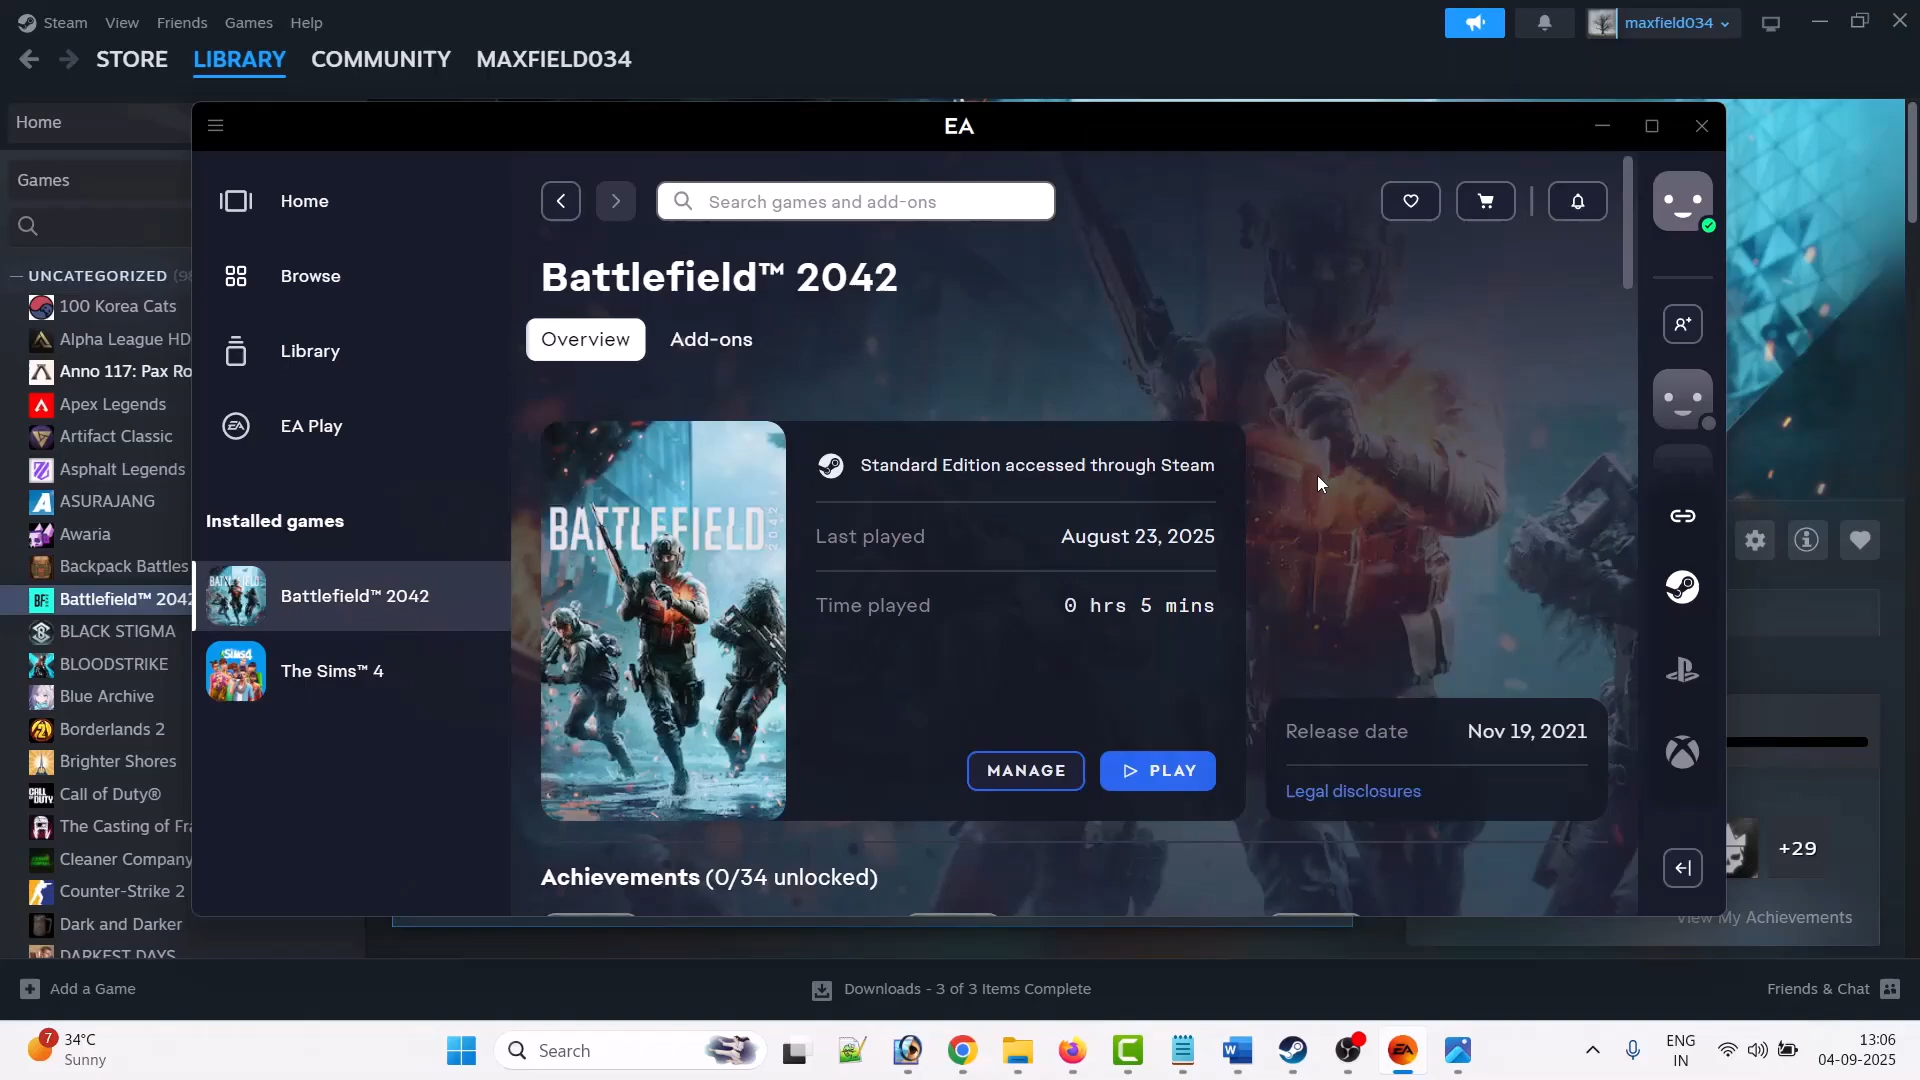 Steam View Friends Games Help
maxfield034
STORE LIBRARY COMMUNITY MAXFIELD034
Home
Games
UNCATEGORIZED
100 Korea Cats
Alpha League HD
Anno 117: Pax Ro
Apex Legends
Artifact Classic
Asphalt Legends
ASURAJANG
Awaria
Backpack Battles
Battlefield™ 2042
BLACK STIGMA
BLOODSTRIKE
Blue Archive
Borderlands 2
Brighter Shores
Call of Duty®
The Casting of Fra
Cleaner Company
Counter-Strike 2
Dark and Darker
DARKEST DAYS
EA
Home
Browse
Library
EA Play
Installed games
Battlefield™ 2042
The Sims™ 4
Search games and add-ons
Battlefield™ 2042
Overview Add-ons
BATTLEFIELD 2042
Standard Edition accessed through Steam
Last played August 23, 2025
Time played 0 hrs 5 mins
MANAGE PLAY
Release date Nov 19, 2021
Legal disclosures
Achievements (0/34 unlocked)
+29
View My Achievements
Add a Game
Downloads - 3 of 3 Items Complete
Friends & Chat
7
34°C
Sunny
Search
ENG
IN
13:06
04-09-2025